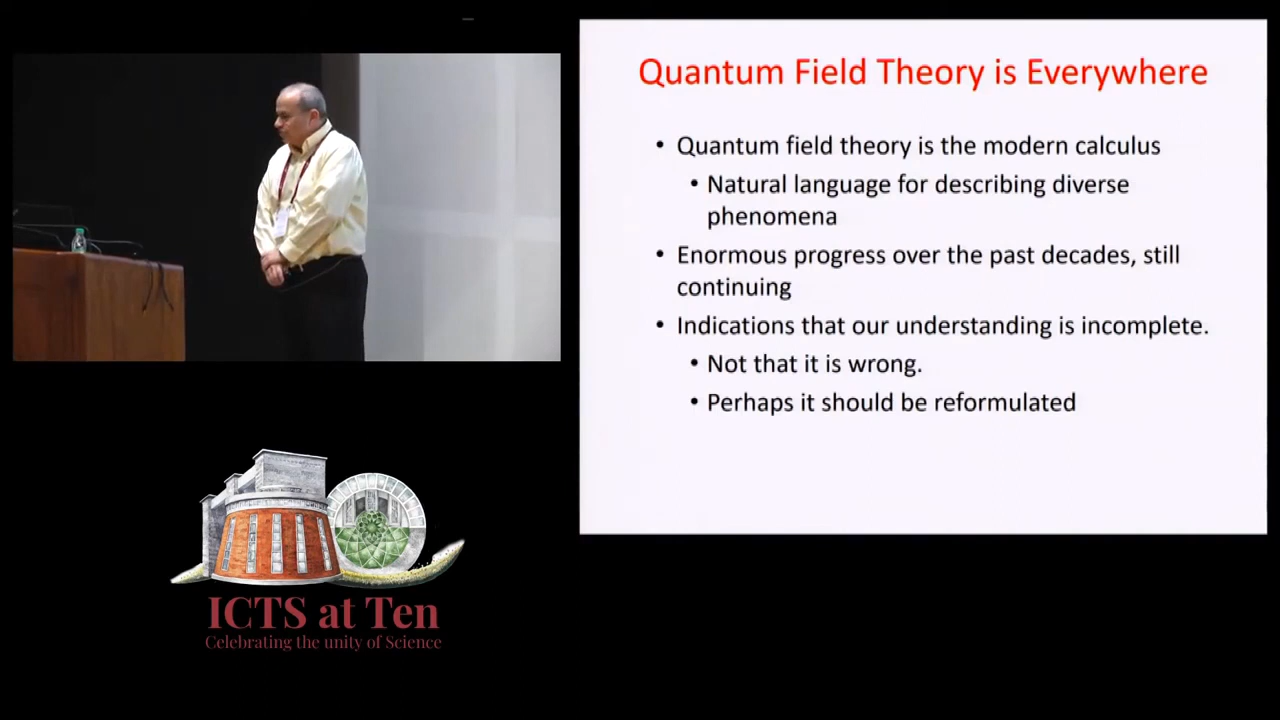 Quantum Field Theory is Everywhere
• Quantum field theory is the modern calculus
• Natural language for describing diverse
phenomena
• Enormous progress over the past decades, still
continuing
• Indications that our understanding is incomplete.
• Not that it is wrong.
• Perhaps it should be reformulated
ICTS at Ten
Celebrating the unity of Science